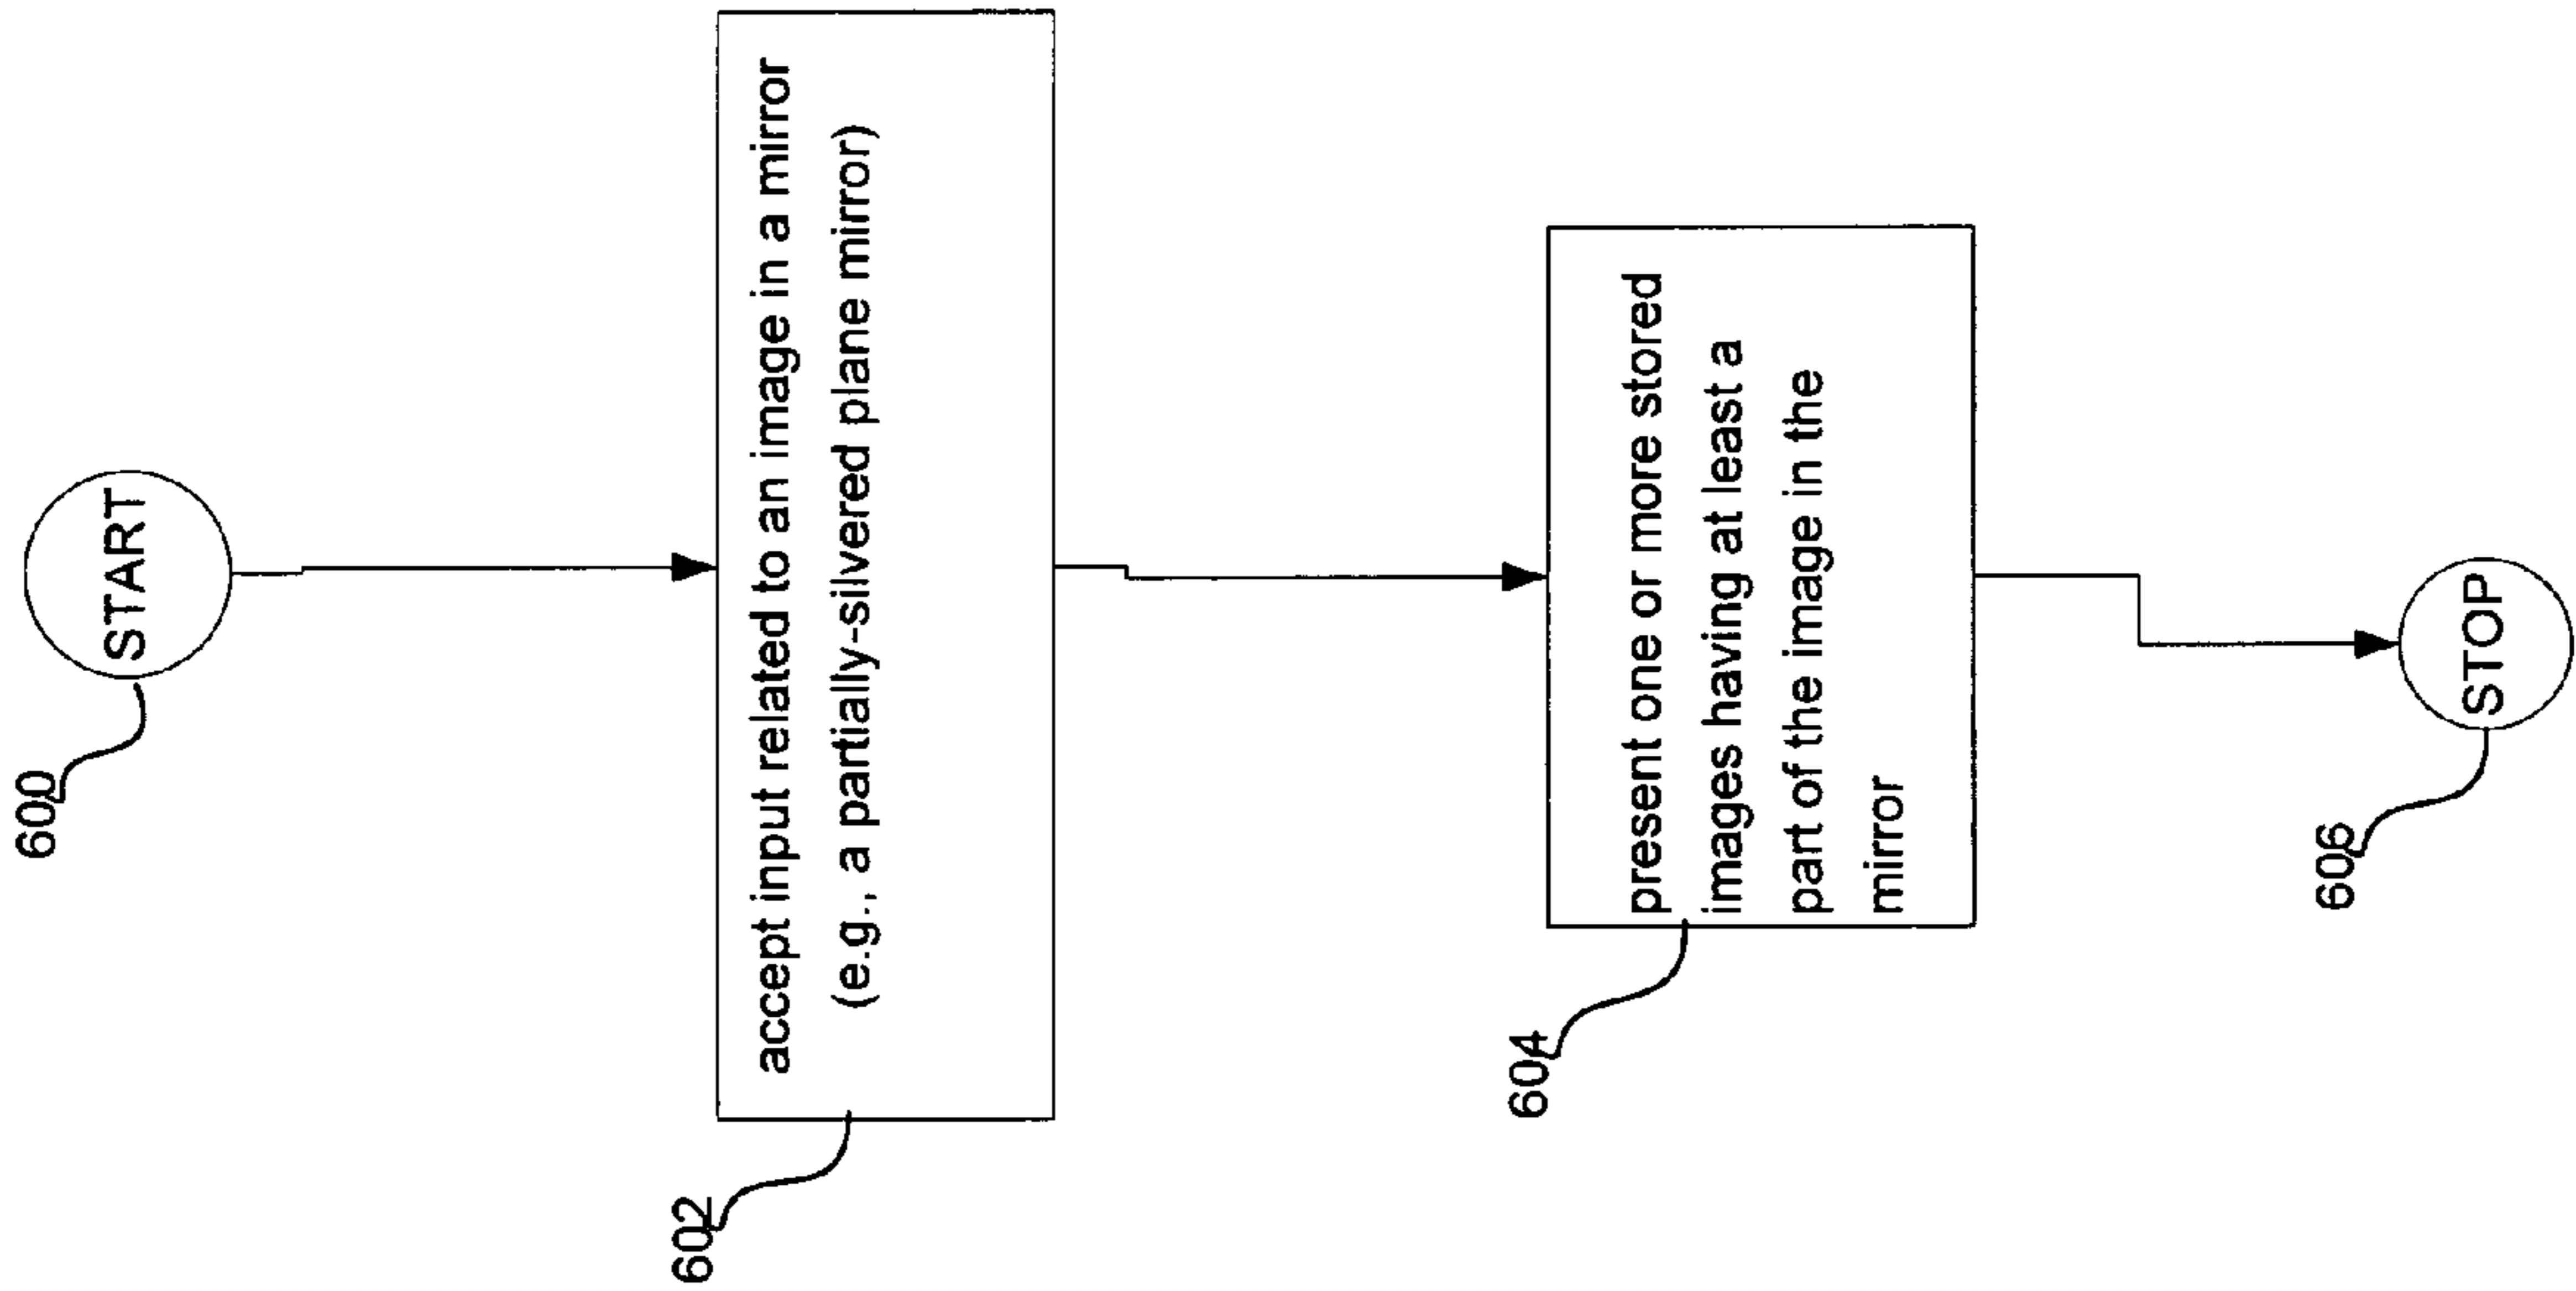 600
START
602
accept input related to an image in a mirror
(e.g., a partially-silvered plane mirror)
604
present one or more stored
images having at least a
part of the image in the
mirror
606
STOP